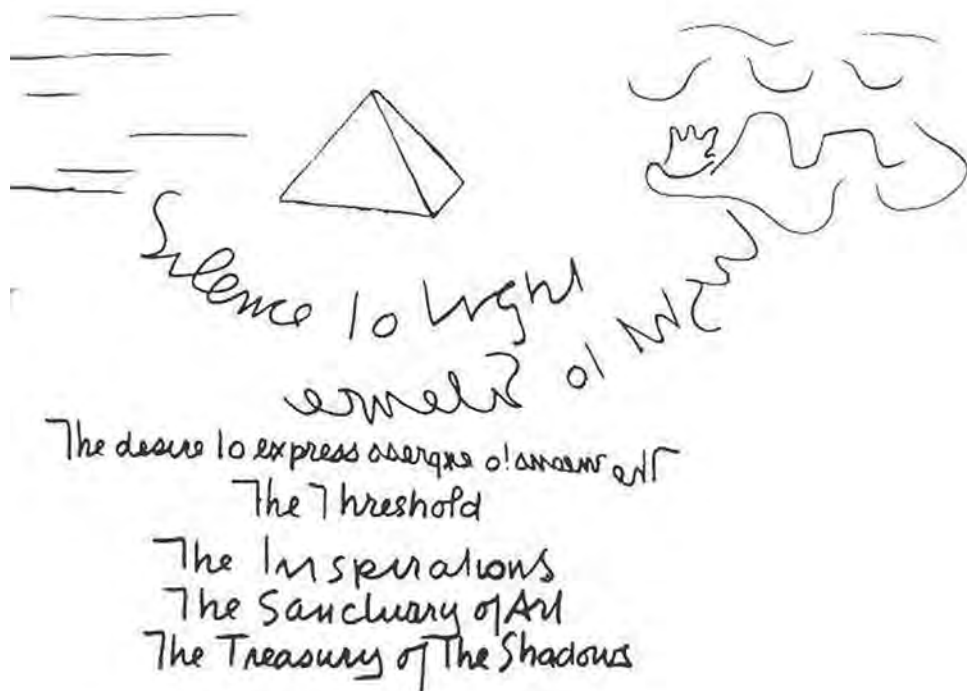 Silence to Light
Light to Silence
The desire to express The means to express
The Threshold
The Inspirations
The Sanctuary of Art
The Treasury of The Shadows